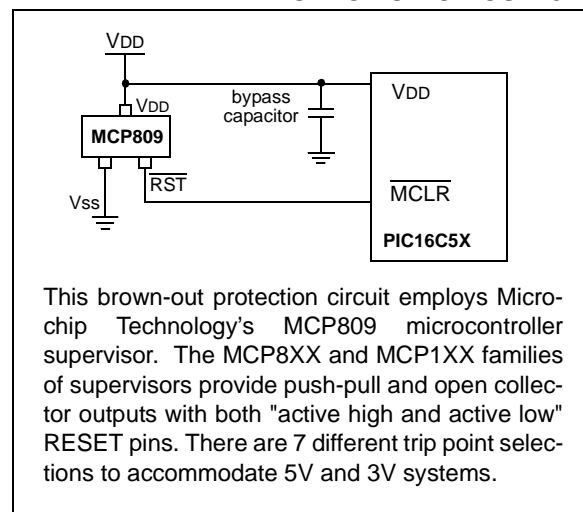 VDD
VDD
bypass
capacitor
VDD
MCP809
RST
Vss
MCLR
PIC16C5X
This brown-out protection circuit employs Micro-
chip Technology's MCP809 microcontroller
supervisor. The MCP8XX and MCP1XX families
of supervisors provide push-pull and open collec-
tor outputs with both "active high and active low"
RESET pins. There are 7 different trip point selec-
tions to accommodate 5V and 3V systems.